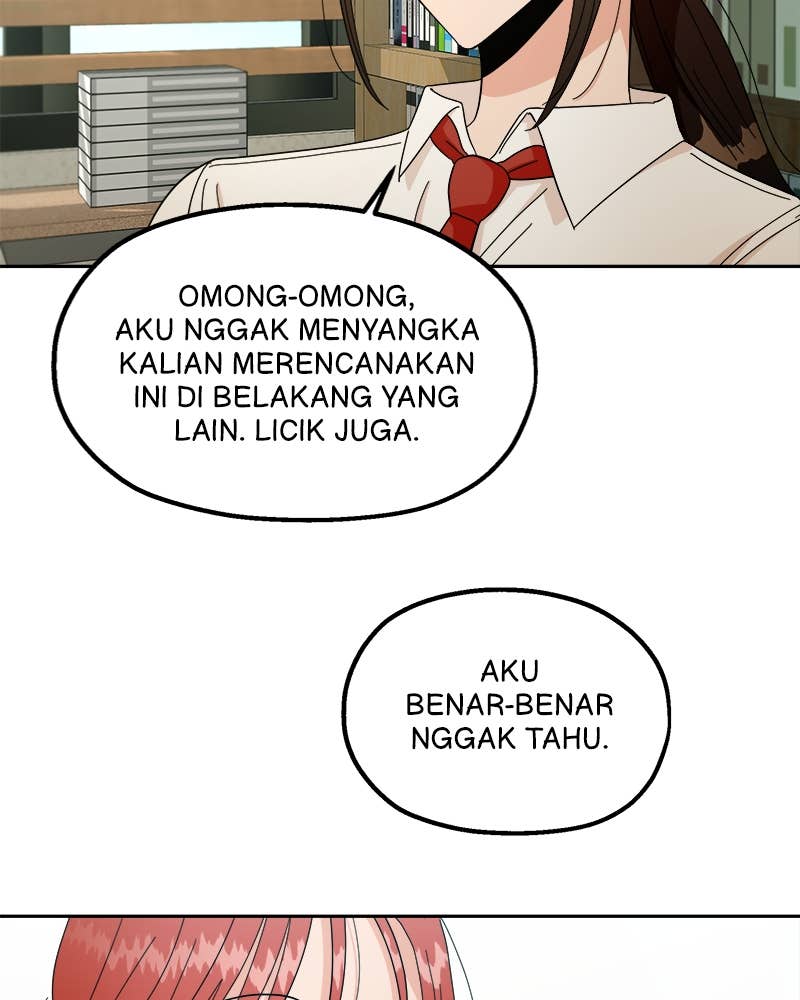 OMONG-OMONG,
AKU NGGAK MENYANGKA
KALIAN MERENCANAKAN
INI DI BELAKANG YANG
LAIN. LICIK JUGA.
AKU
BENAR-BENAR
NGGAK TAHU.